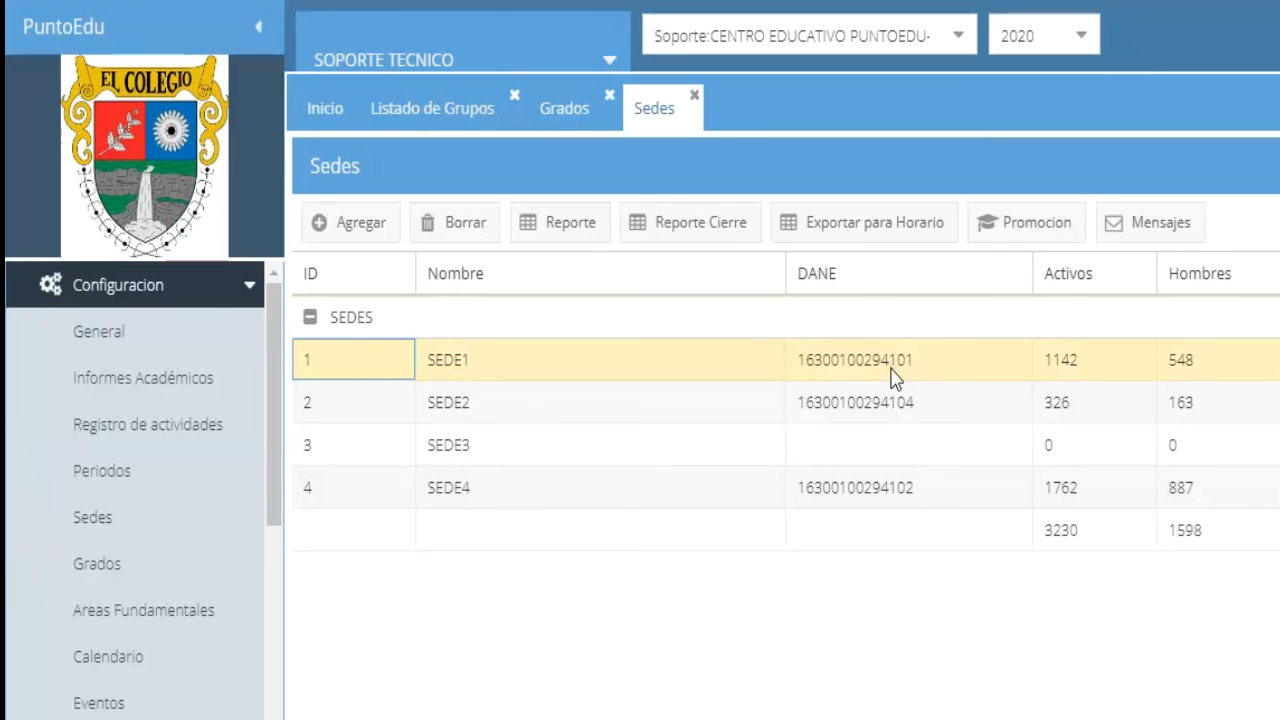 PuntoEdu
EL COLEGIO
SOPORTE TECNICO
Soporte:CENTRO EDUCATIVO PUNTOEDU-
2020
Inicio
Listado de Grupos
Grados
Sedes
Sedes
Agregar
Borrar
Reporte
Reporte Cierre
Exportar para Horario
Promocion
Mensajes
ID Nombre DANE Activos Hombres
SEDES
1 SEDE1 16300100294101 1142 548
2 SEDE2 16300100294104 326 163
3 SEDE3 0 0
4 SEDE4 16300100294102 1762 887
3230 1598
Configuracion
General
Informes Académicos
Registro de actividades
Periodos
Sedes
Grados
Areas Fundamentales
Calendario
Eventos